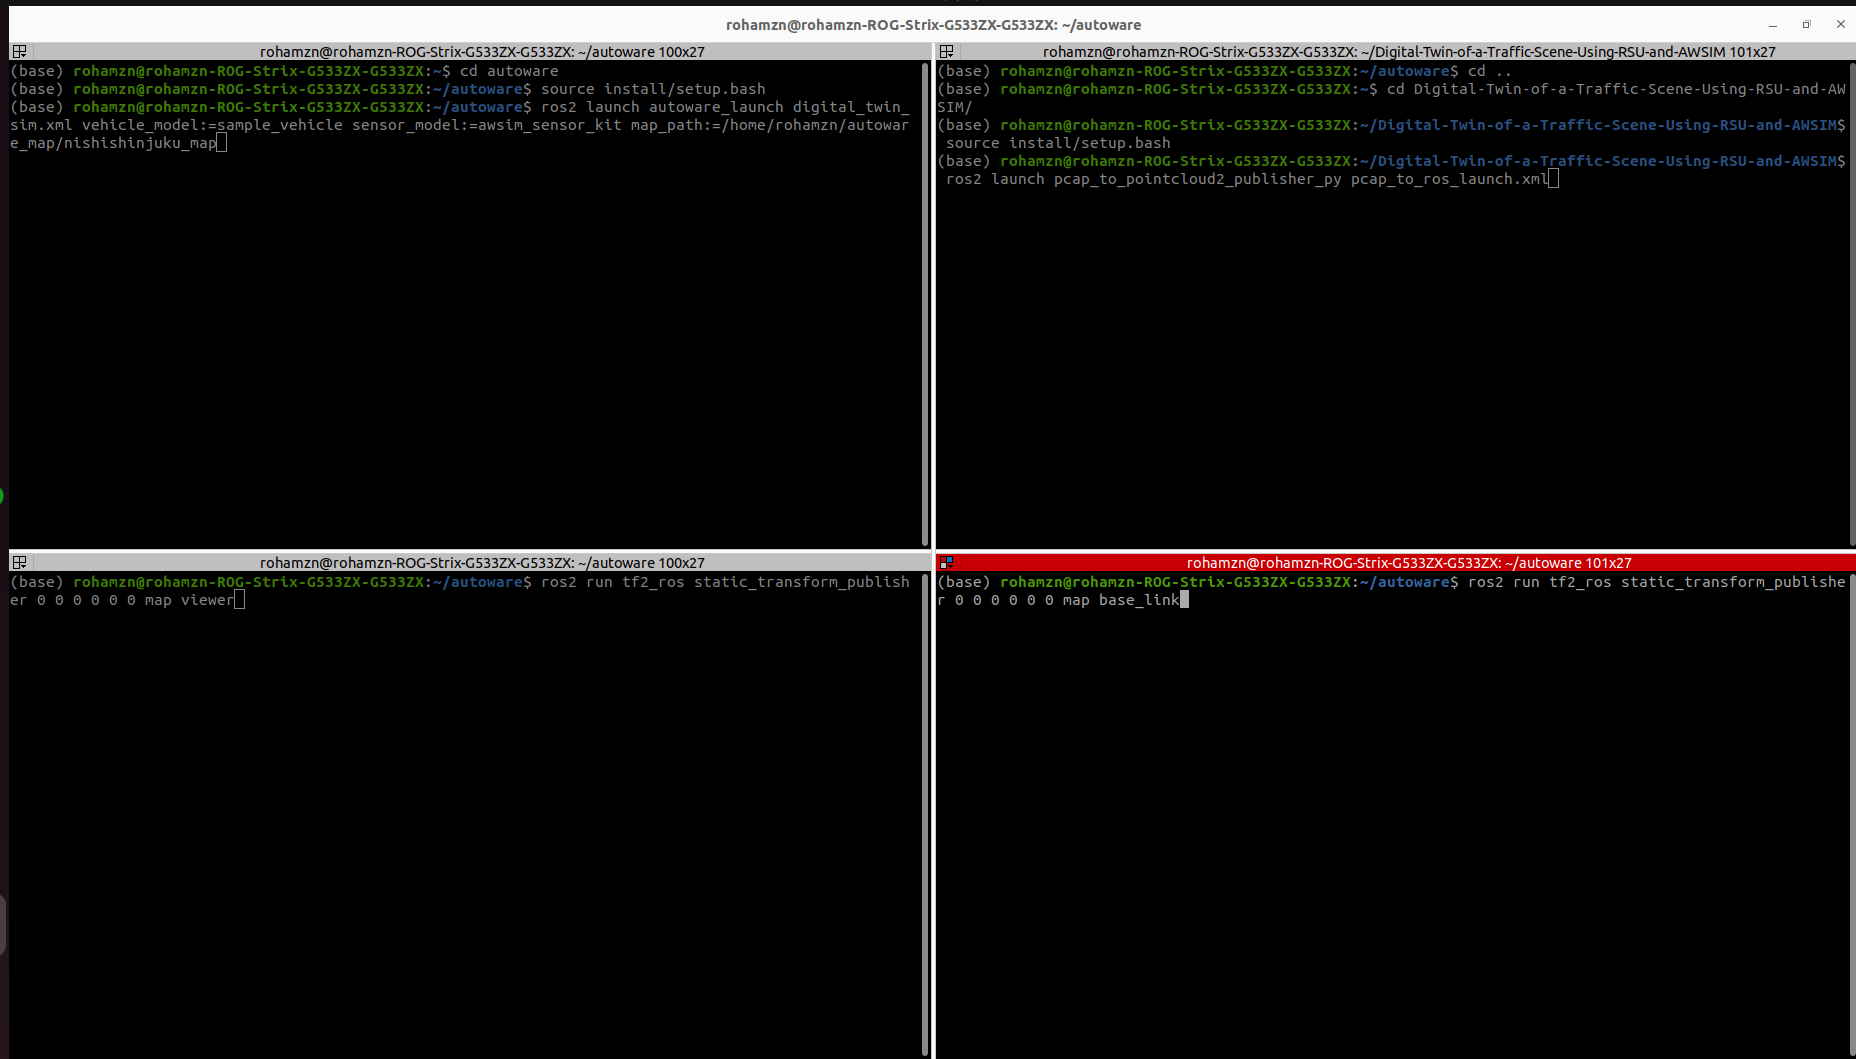 rohamzn@rohamzn-ROG-Strix-G533ZX-G533ZX: ~/autoware
rohamzn@rohamzn-ROG-Strix-G533ZX-G533ZX: ~/autoware 100x27
(base) rohamzn@rohamzn-ROG-Strix-G533ZX-G533ZX:~$ cd autoware
(base) rohamzn@rohamzn-ROG-Strix-G533ZX-G533ZX:~/autoware$ source install/setup.bash
(base) rohamzn@rohamzn-ROG-Strix-G533ZX-G533ZX:~/autoware$ ros2 launch autoware_launch digital_twin_
sim.xml vehicle_model:=sample_vehicle sensor_model:=awsim_sensor_kit map_path:=/home/rohamzn/autowar
e_map/nishishinjuku_map
rohamzn@rohamzn-ROG-Strix-G533ZX-G533ZX: ~/Digital-Twin-of-a-Traffic-Scene-Using-RSU-and-AWSIM 101x27
(base) rohamzn@rohamzn-ROG-Strix-G533ZX-G533ZX:~/autoware$ cd ..
(base) rohamzn@rohamzn-ROG-Strix-G533ZX-G533ZX:~$ cd Digital-Twin-of-a-Traffic-Scene-Using-RSU-and-AW
SIM/
(base) rohamzn@rohamzn-ROG-Strix-G533ZX-G533ZX:~/Digital-Twin-of-a-Traffic-Scene-Using-RSU-and-AWSIM$
source install/setup.bash
(base) rohamzn@rohamzn-ROG-Strix-G533ZX-G533ZX:~/Digital-Twin-of-a-Traffic-Scene-Using-RSU-and-AWSIM$
ros2 launch pcap_to_pointcloud2_publisher_py pcap_to_ros_launch.xml
rohamzn@rohamzn-ROG-Strix-G533ZX-G533ZX: ~/autoware 100x27
(base) rohamzn@rohamzn-ROG-Strix-G533ZX-G533ZX:~/autoware$ ros2 run tf2_ros static_transform_publish
er 0 0 0 0 0 0 map viewer
rohamzn@rohamzn-ROG-Strix-G533ZX-G533ZX: ~/autoware 101x27
(base) rohamzn@rohamzn-ROG-Strix-G533ZX-G533ZX:~/autoware$ ros2 run tf2_ros static_transform_publishe
r 0 0 0 0 0 0 map base_link